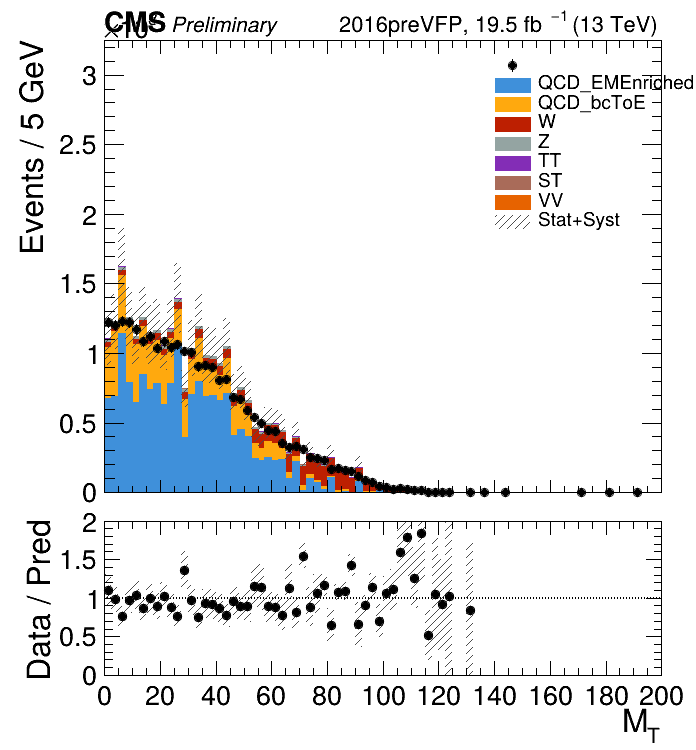 CMS Preliminary 2016preVFP, 19.5 fb⁻¹ (13 TeV)
Events / 5 GeV
3
2.5
2
1.5
1
0.5
0
QCD_EMEnriched
QCD_bcToE
W
Z
TT
ST
VV
Stat+Syst
Data / Pred
2
1.5
1
0.5
0
0 20 40 60 80 100 120 140 160 180 200
M_T